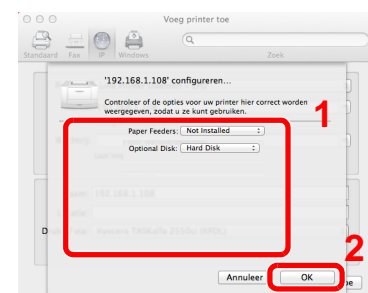 Voeg printer toe
Standaard Fax IP Windows Zoek
'192.168.1.108' configureren...
Controleer of de opties voor uw printer hier correct worden
weergegeven, zodat u ze kunt gebruiken.
1
Paper Feeders: Not Installed
Optional Disk: Hard Disk
192.168.1.108
2
Annuleer OK